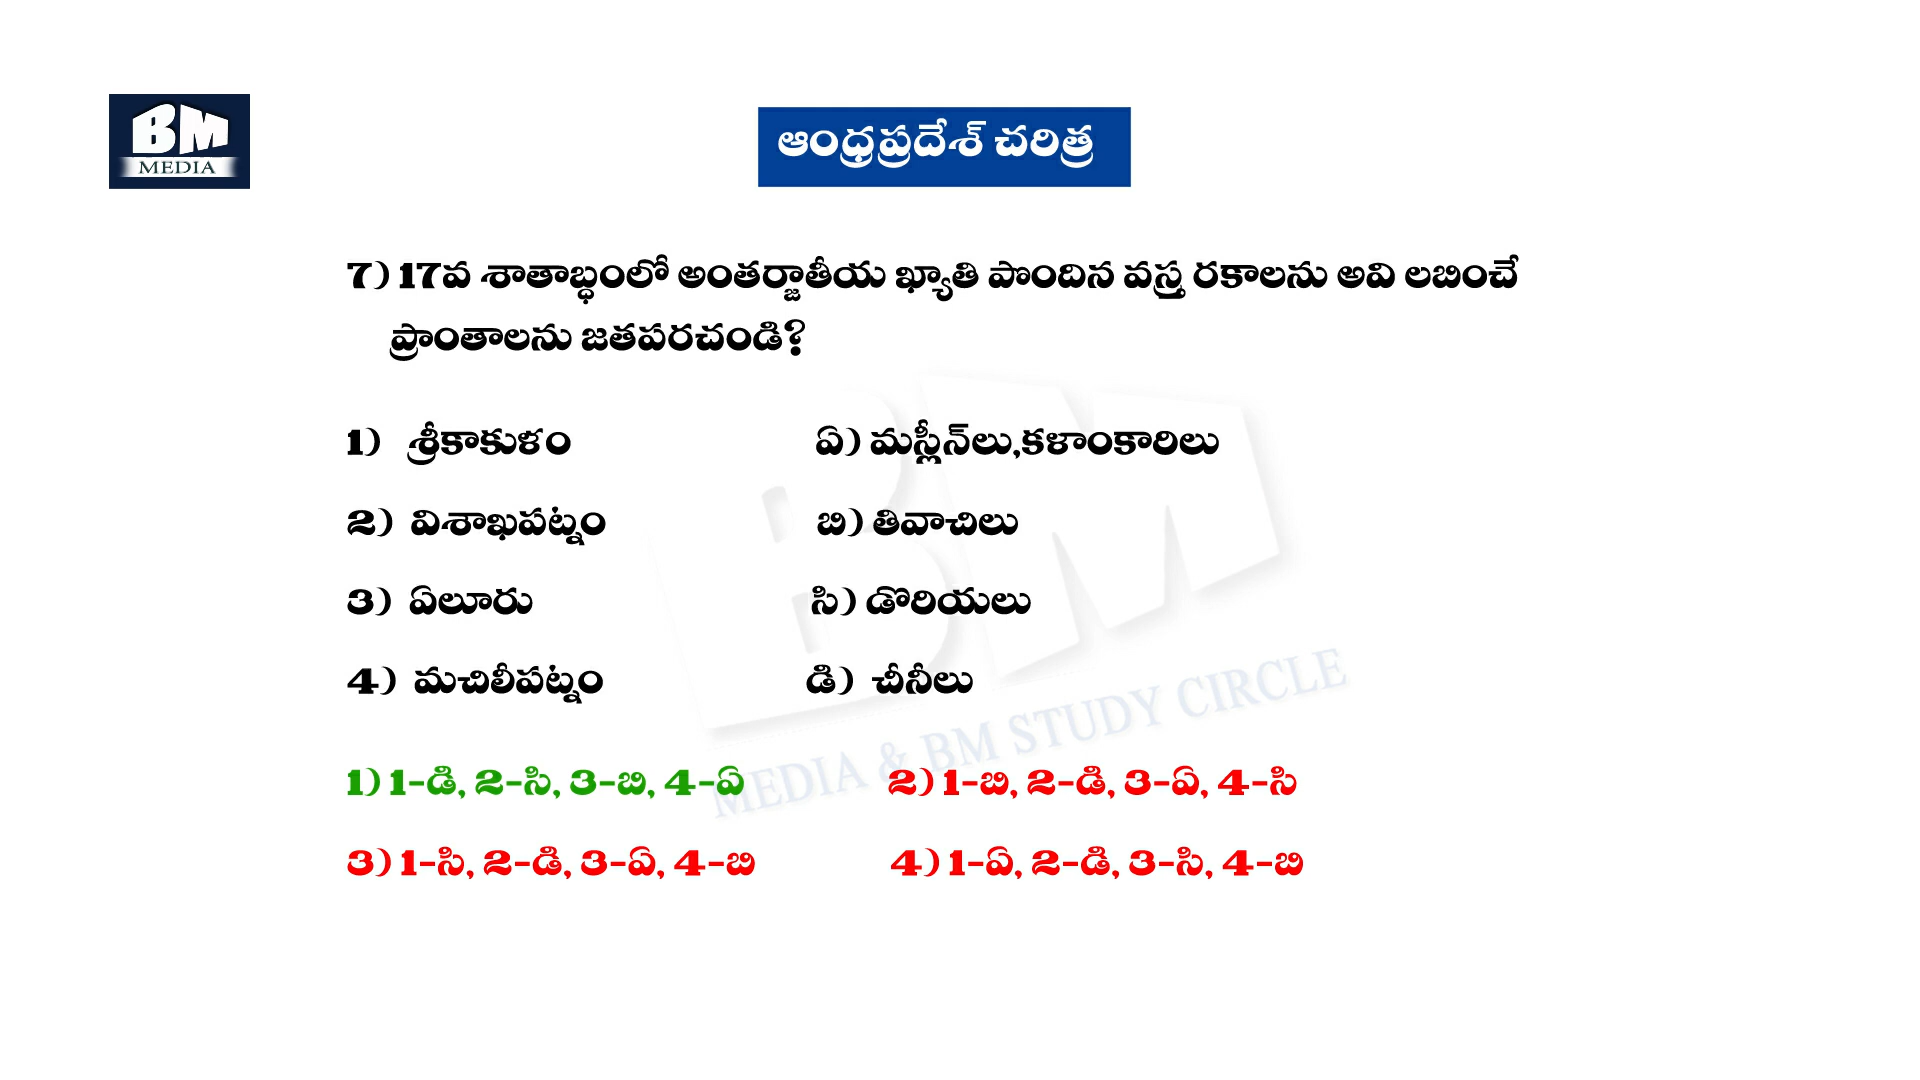 BM
MEDIA
ఆంధ్రప్రదేశ్ చరిత్ర
7) 17వ శాతాబ్ధంలో అంతర్జాతీయ ఖ్యాతి పొందిన వస్త్ర రకాలను అవి లబించే
ప్రాంతాలను జతపరచండి?
1) శ్రీకాకుళం ఏ) మస్లీన్‌లు,కళాంకారిలు
2) విశాఖపట్నం బి) తివాచిలు
3) ఏలూరు సి) డొరియలు
4) మచిలీపట్నం డి) చీనీలు
1) 1-డి, 2-సి, 3-బి, 4-ఏ 2) 1-బి, 2-డి, 3-ఏ, 4-సి
3) 1-సి, 2-డి, 3-ఏ, 4-బి 4) 1-ఏ, 2-డి, 3-సి, 4-బి
BM
MEDIA & BM STUDY CIRCLE